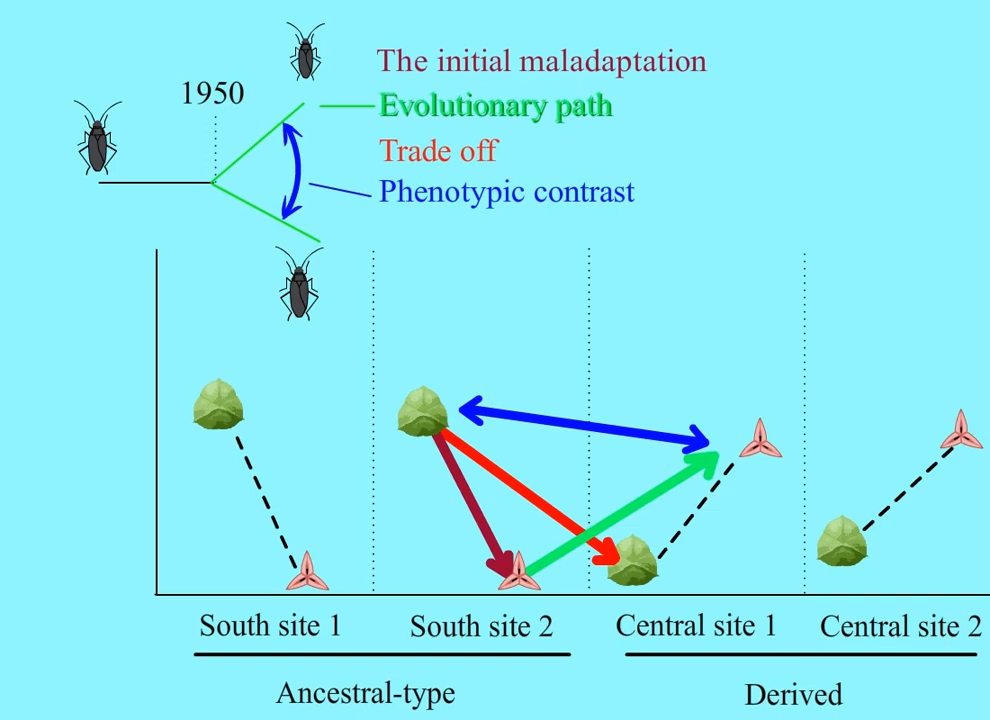 The initial maladaptation
1950
Evolutionary path
Trade off
Phenotypic contrast
South site 1
South site 2
Central site 1
Central site 2
Ancestral-type
Derived